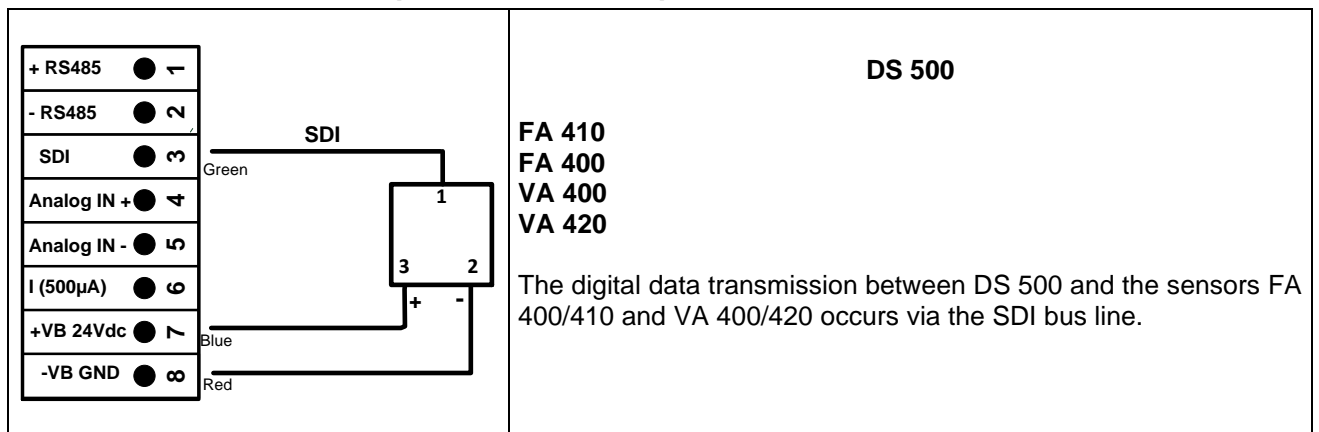 + RS485 1
- RS485 2
SDI 3
Analog IN + 4
Analog IN - 5
I (500µA) 6
+VB 24Vdc 7
-VB GND 8
SDI
Green
Blue
Red
1
3 2
+ -
DS 500
FA 410
FA 400
VA 400
VA 420
The digital data transmission between DS 500 and the sensors FA
400/410 and VA 400/420 occurs via the SDI bus line.